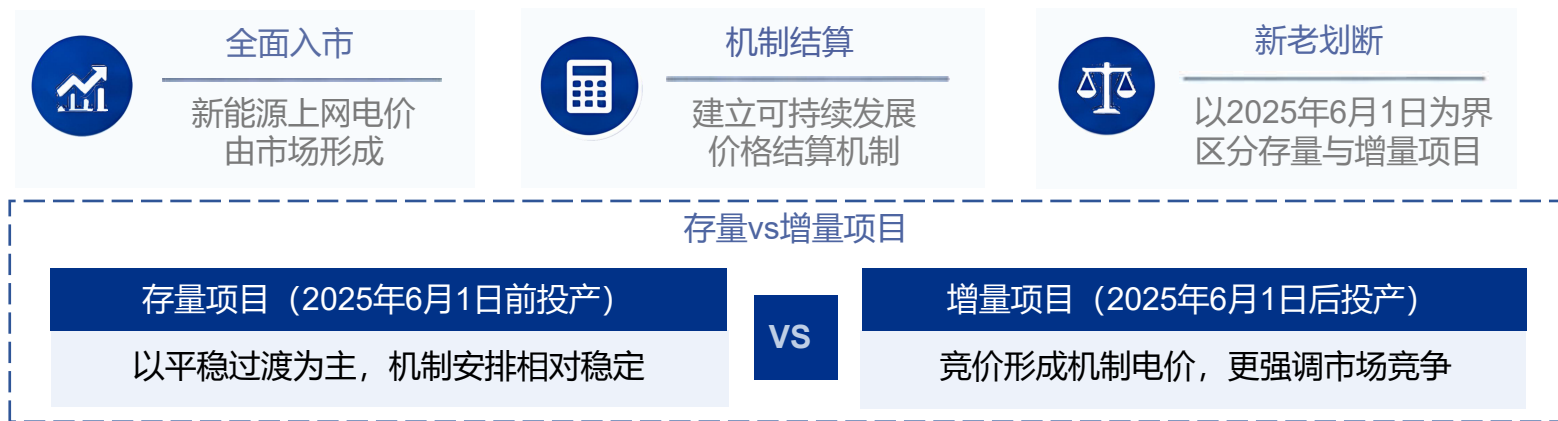 全面入市
新能源上网电价
由市场形成
机制结算
建立可持续发展
价格结算机制
新老划断
以2025年6月1日为界
区分存量与增量项目
存量vs增量项目
存量项目（2025年6月1日前投产）
以平稳过渡为主，机制安排相对稳定
VS
增量项目（2025年6月1日后投产）
竞价形成机制电价，更强调市场竞争